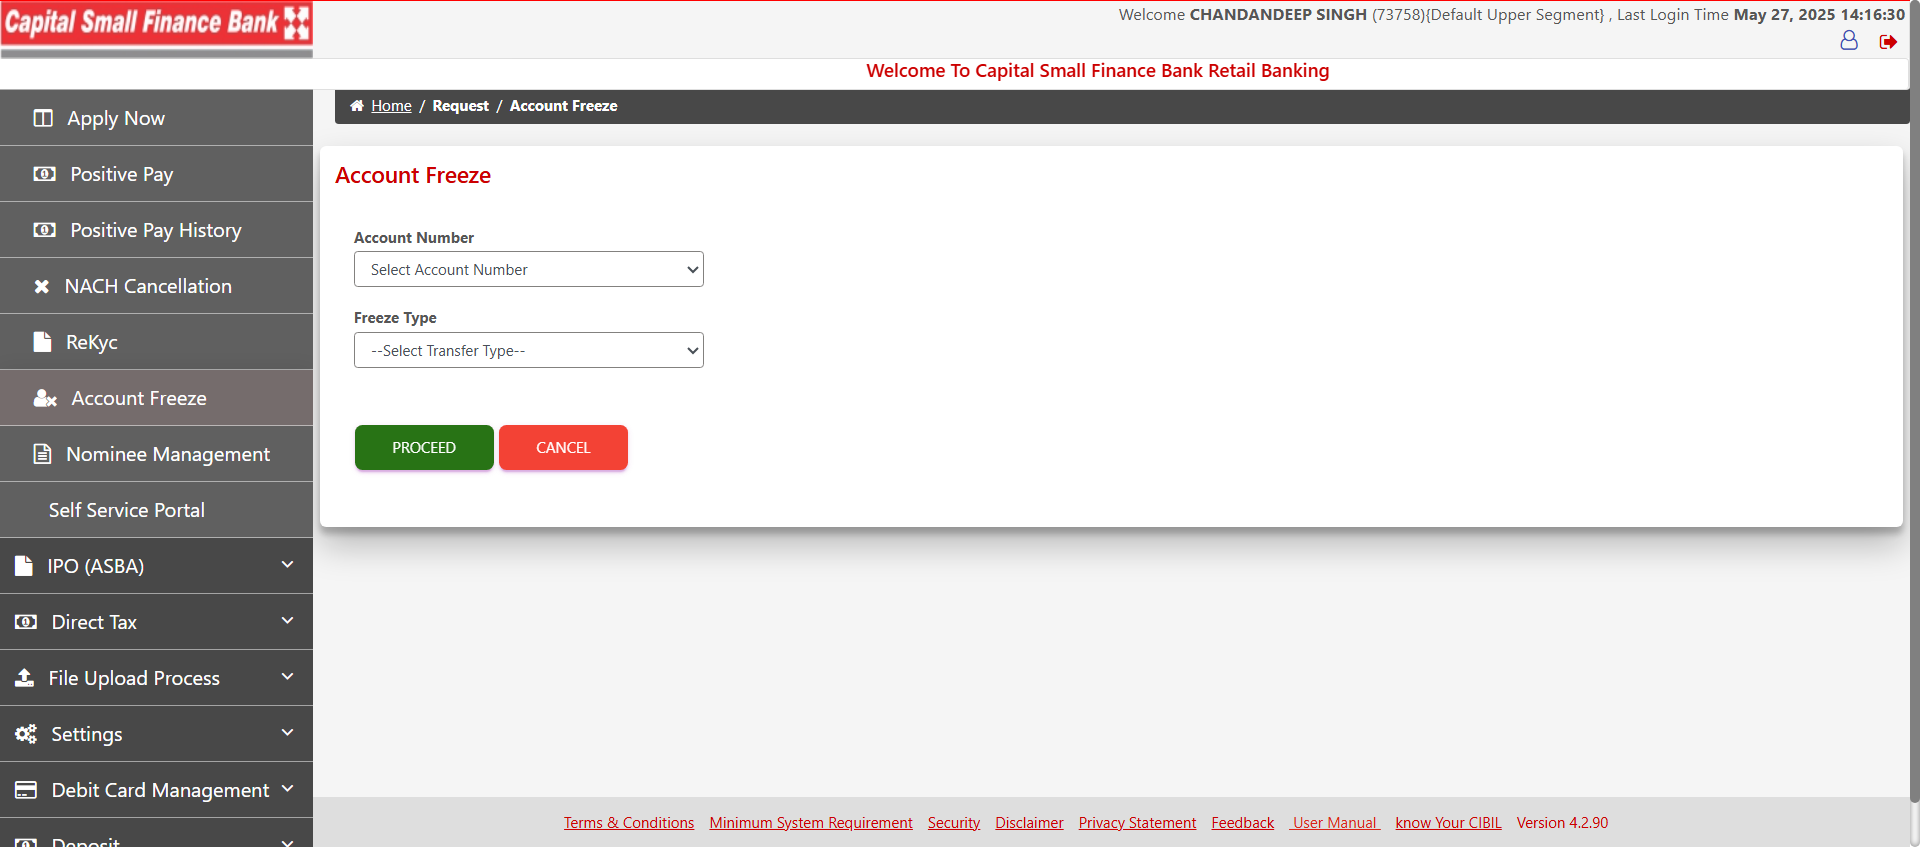 Capital Small Finance Bank
Welcome CHANDANDEEP SINGH (73758){Default Upper Segment} , Last Login Time May 27, 2025 14:16:30
Welcome To Capital Small Finance Bank Retail Banking
Home / Request / Account Freeze
Apply Now
Positive Pay
Positive Pay History
NACH Cancellation
ReKyc
Account Freeze
Nominee Management
Self Service Portal
IPO (ASBA)
Direct Tax
File Upload Process
Settings
Debit Card Management
Deposit
Account Freeze
Account Number
Select Account Number
Freeze Type
--Select Transfer Type--
PROCEED CANCEL
Terms & Conditions Minimum System Requirement Security Disclaimer Privacy Statement Feedback User Manual know Your CIBIL Version 4.2.90